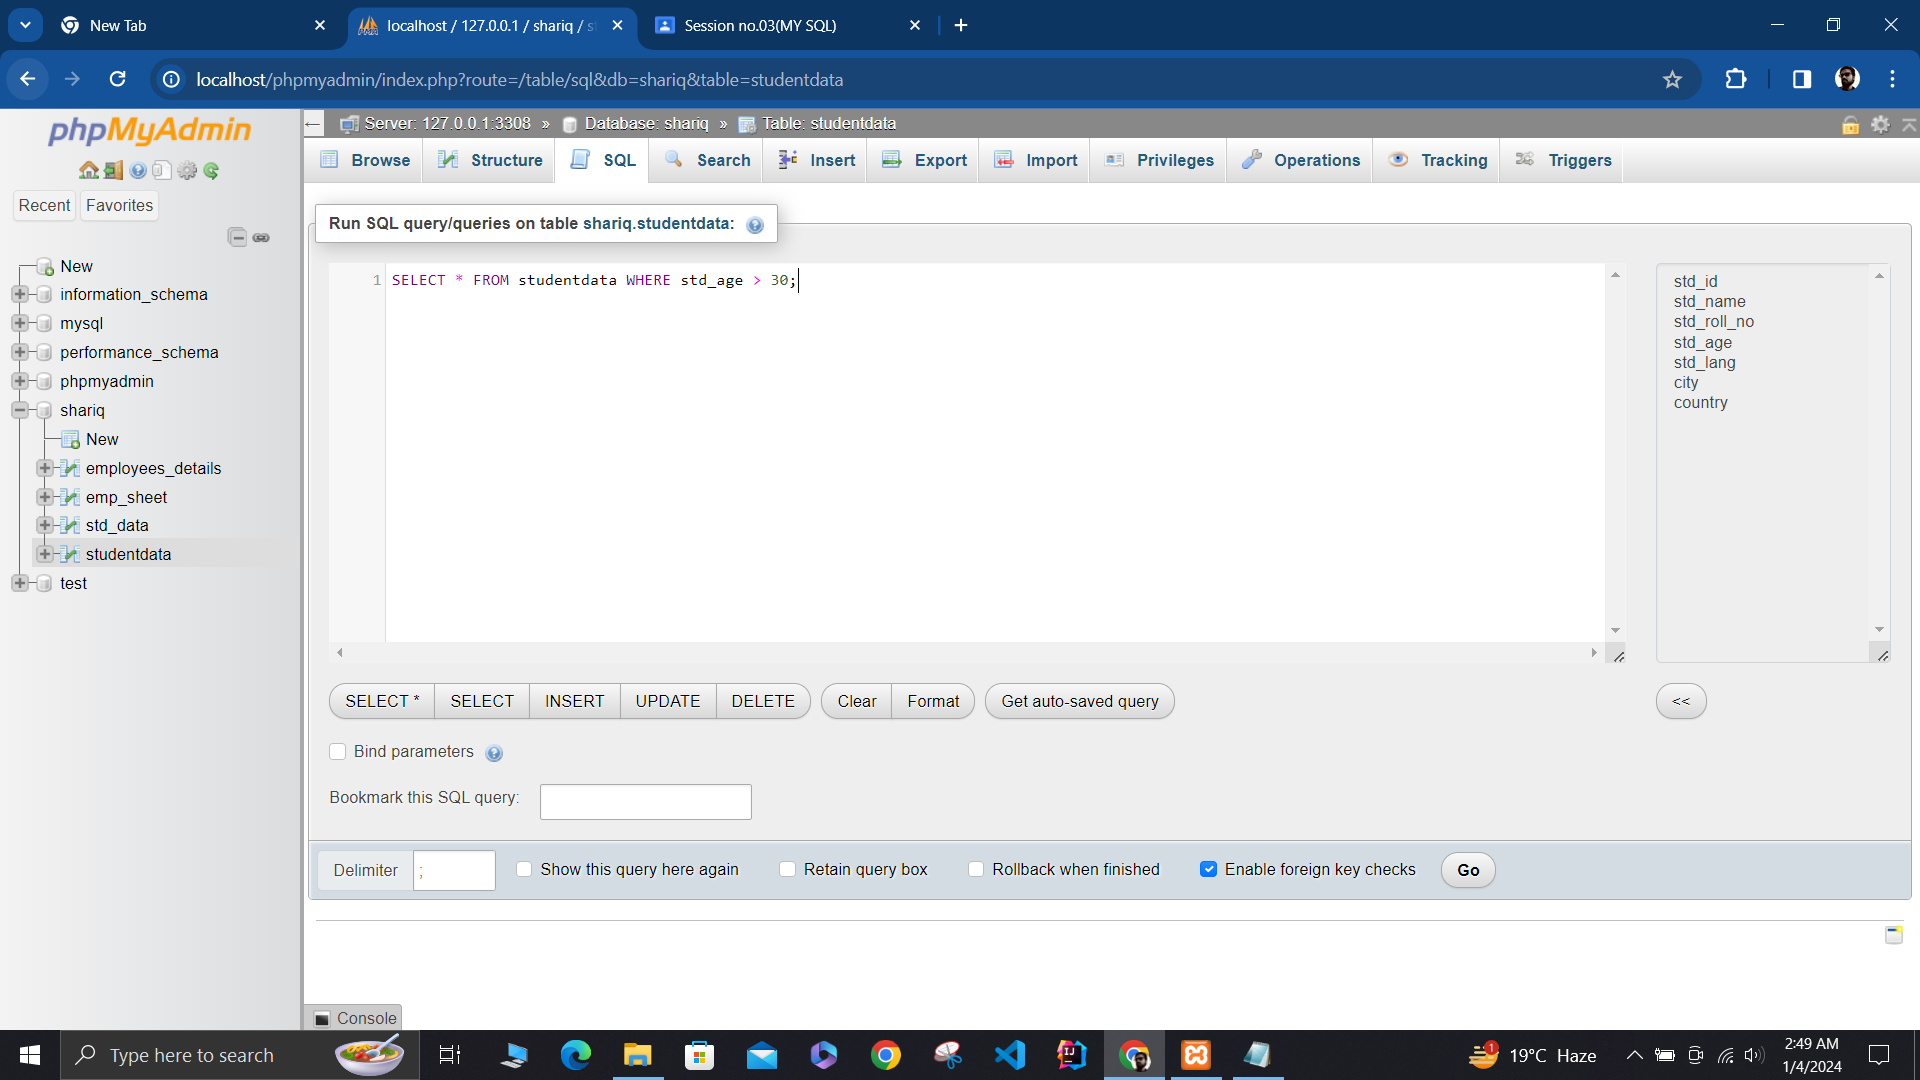 New Tab
localhost / 127.0.0.1 / shariq / s
Session no.03(MY SQL)
localhost/phpmyadmin/index.php?route=/table/sql&db=shariq&table=studentdata
phpMyAdmin
Recent
Favorites
New
information_schema
mysql
performance_schema
phpmyadmin
shariq
New
employees_details
emp_sheet
std_data
studentdata
test
Server: 127.0.0.1:3308 » Database: shariq » Table: studentdata
Browse
Structure
SQL
Search
Insert
Export
Import
Privileges
Operations
Tracking
Triggers
Run SQL query/queries on table shariq.studentdata:
1 SELECT * FROM studentdata WHERE std_age > 30;
std_id
std_name
std_roll_no
std_age
std_lang
city
country
SELECT *
SELECT
INSERT
UPDATE
DELETE
Clear
Format
Get auto-saved query
<<
Bind parameters
Bookmark this SQL query:
Delimiter
;
Show this query here again
Retain query box
Rollback when finished
Enable foreign key checks
Go
Console
Type here to search
1
19°C Haze
2:49 AM
1/4/2024